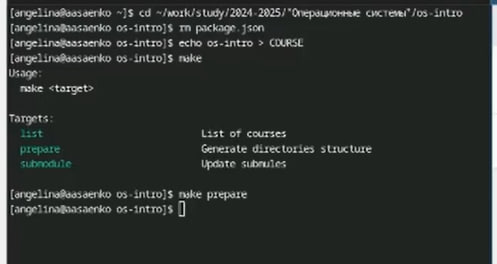 [angelina@aasaenko ~]$ cd ~/work/study/2024-2025/"Операционные системы"/os-intro
[angelina@aasaenko os-intro]$ rm package.json
[angelina@aasaenko os-intro]$ echo os-intro > COURSE
[angelina@aasaenko os-intro]$ make
Usage:
make <target>
Targets:
list List of courses
prepare Generate directories structure
submodule Update submules
[angelina@aasaenko os-intro]$ make prepare
[angelina@aasaenko os-intro]$